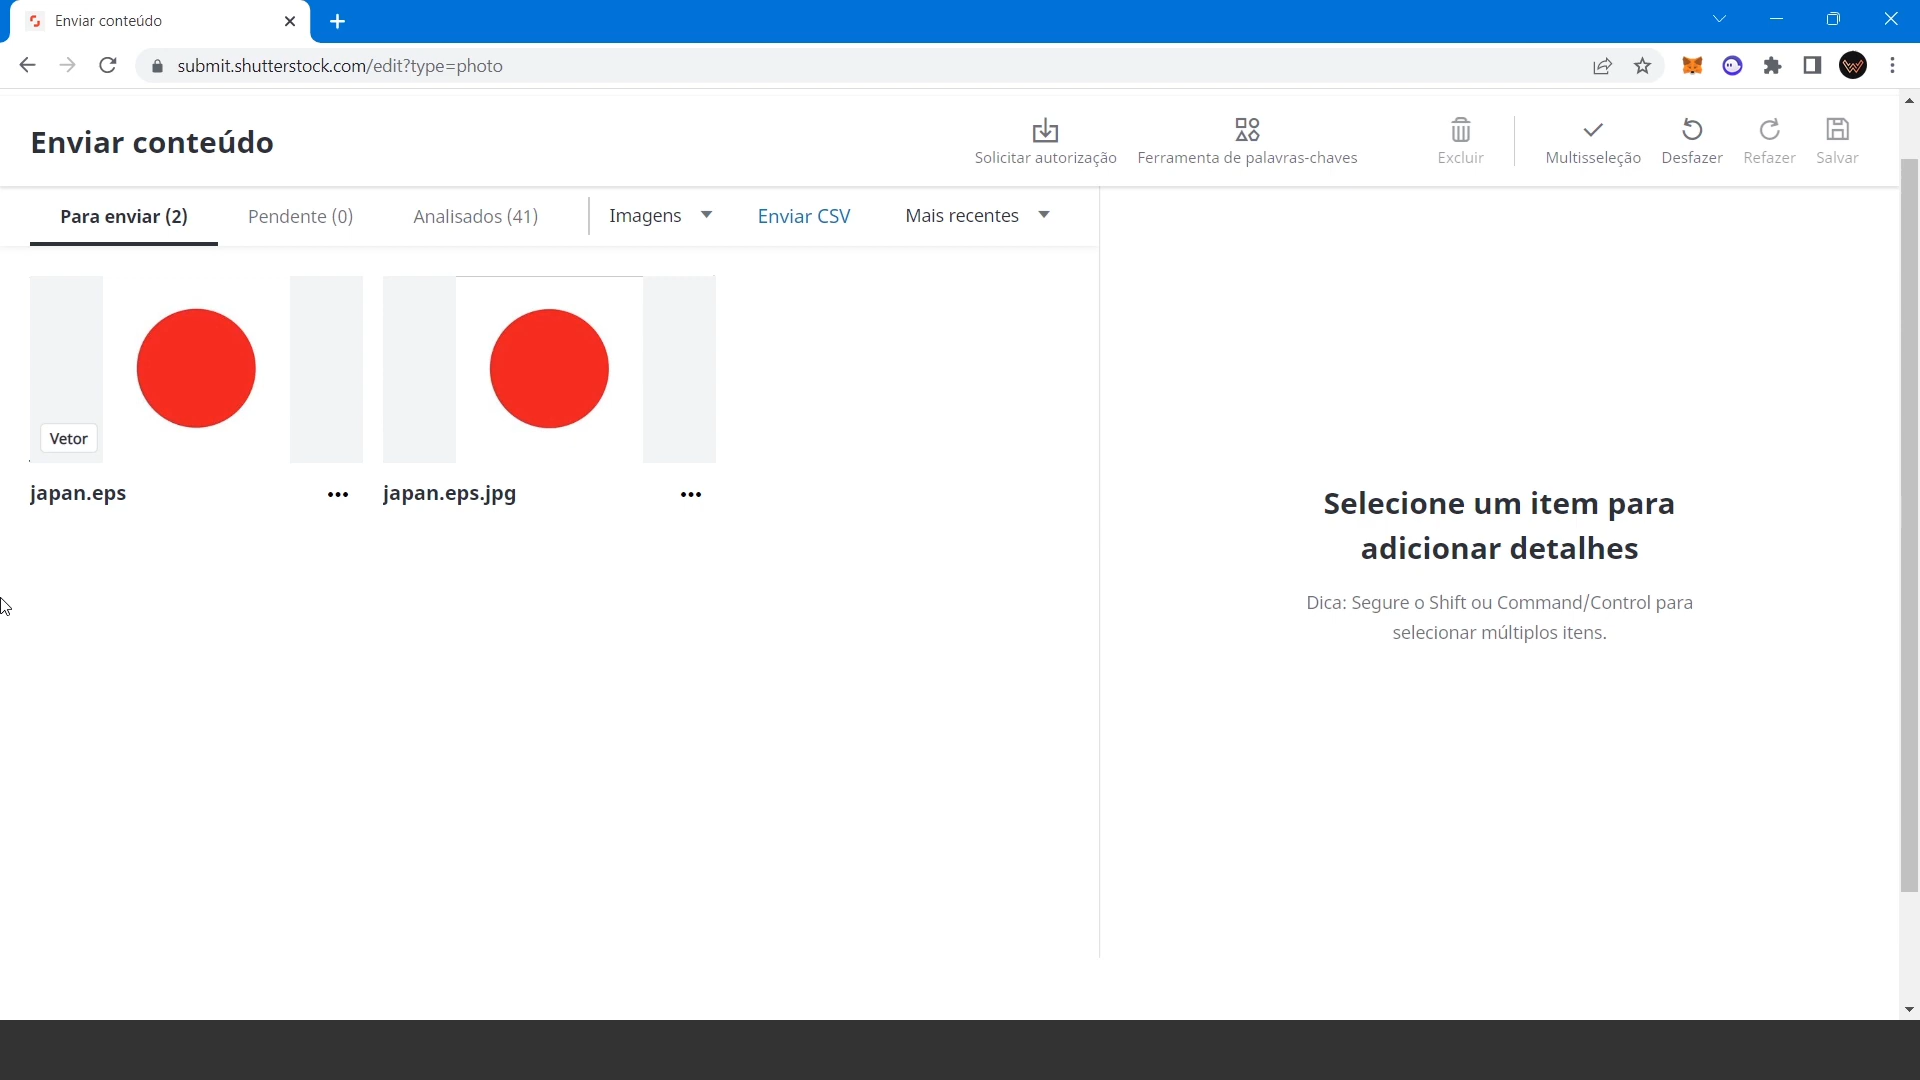 Enviar conteúdo
submit.shutterstock.com/edit?type=photo
Enviar conteúdo
Solicitar autorização
Ferramenta de palavras-chaves
Excluir
Multisseleção
Desfazer
Refazer
Salvar
Para enviar (2)
Pendente (0)
Analisados (41)
Imagens
Enviar CSV
Mais recentes
Vetor
japan.eps
japan.eps.jpg
Selecione um item para
adicionar detalhes
Dica: Segure o Shift ou Command/Control para
selecionar múltiplos itens.